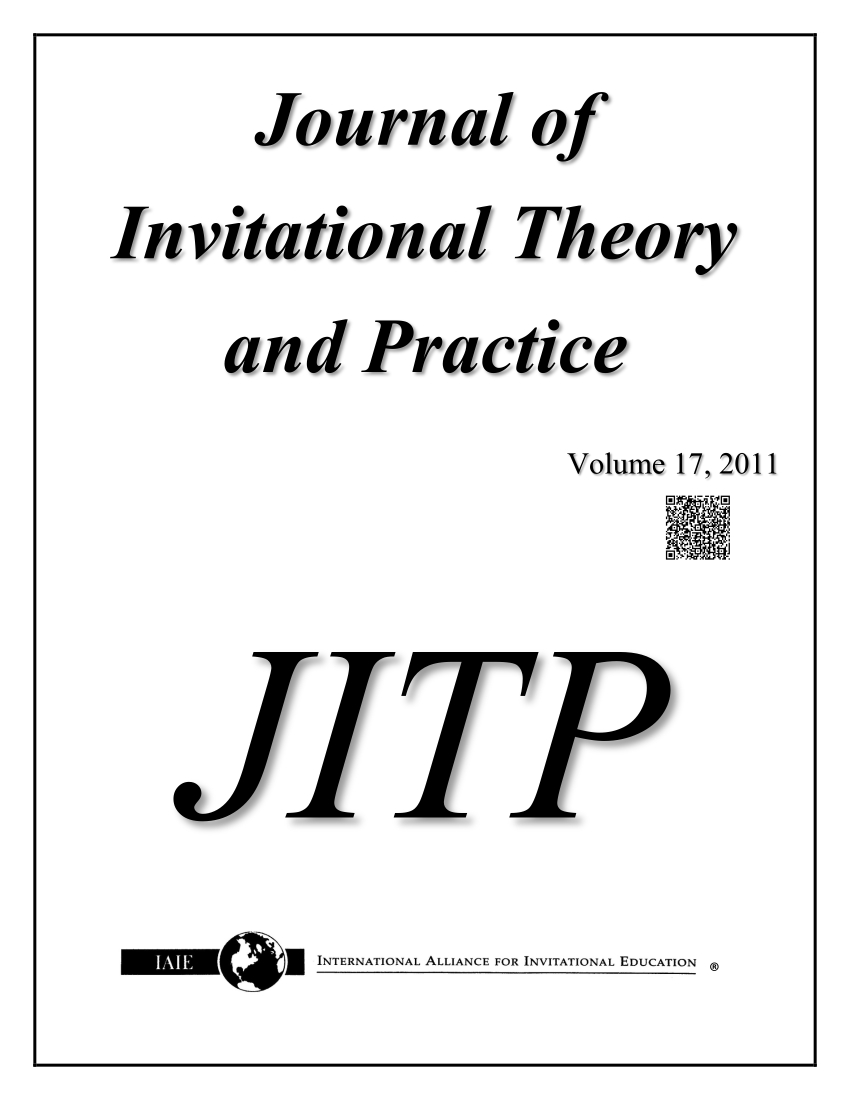 Journal of
Invitational Theory
and Practice
Volume 17, 2011
JITP
IAIE
INTERNATIONAL ALLIANCE FOR INVITATIONAL EDUCATION ®